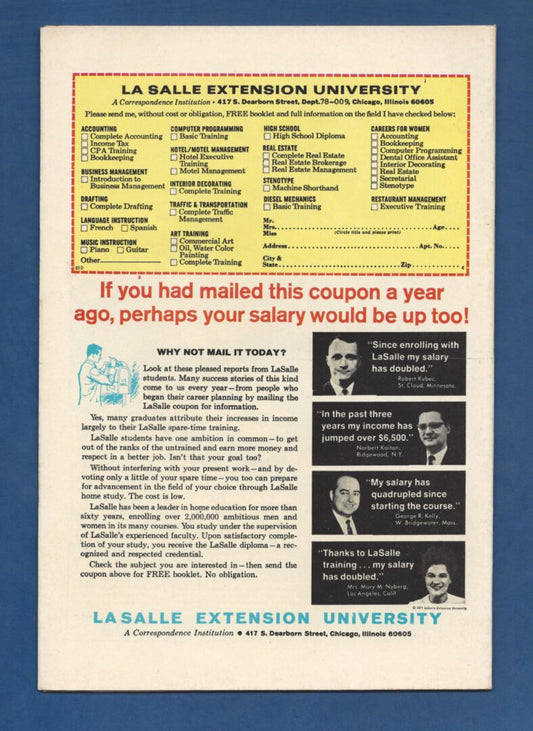 LA SALLE EXTENSION UNIVERSITY
A Correspondence Institution • 417 S. Dearborn Street, Dept. 78-009, Chicago, Illinois 60605
Please send me, without cost or obligation, FREE booklet and full information on the field I have checked below:
ACCOUNTING
Complete Accounting
Income Tax
CPA Training
Bookkeeping
BUSINESS MANAGEMENT
Introduction to
Business Management
DRAFTING
Complete Drafting
LANGUAGE INSTRUCTION
French Spanish
MUSIC INSTRUCTION
Piano Guitar
Other
COMPUTER PROGRAMMING
Basic Training
HOTEL/MOTEL MANAGEMENT
Hotel Executive
Training
Motel Management
INTERIOR DECORATING
Complete Training
TRAFFIC & TRANSPORTATION
Complete Traffic
Management
ART TRAINING
Commercial Art
Oil, Water Color
Painting
Complete Training
HIGH SCHOOL
High School Diploma
REAL ESTATE
Complete Real Estate
Real Estate Brokerage
Real Estate Management
STENOTYPE
Machine Shorthand
DIESEL MECHANICS
Basic Training
CAREERS FOR WOMEN
Accounting
Bookkeeping
Computer Programming
Dental Office Assistant
Interior Decorating
Real Estate
Secretarial
Stenotype
RESTAURANT MANAGEMENT
Executive Training
Mr.
Mrs. Age
Miss (Circle title and please print)
Address Apt. No.
City &
State Zip
If you had mailed this coupon a year
ago, perhaps your salary would be up too!
WHY NOT MAIL IT TODAY?
Look at these pleased reports from LaSalle
students. Many success stories of this kind
come to us every year—from people who
began their career planning by mailing the
LaSalle coupon for information.
Yes, many graduates attribute their increases in income
largely to their LaSalle spare-time training.
LaSalle students have one ambition in common—to get
out of the ranks of the untrained and earn more money and
respect in a better job. Isn't that your goal too?
Without interfering with your present work—and by de-
voting only a little of your spare time—you too can prepare
for advancement in the field of your choice through LaSalle
home study. The cost is low.
LaSalle has been a leader in home education for more than
sixty years, enrolling over 2,000,000 ambitious men and
women in its many courses. You study under the supervision
of LaSalle's experienced faculty. Upon satisfactory comple-
tion of your study, you receive the LaSalle diploma—a rec-
ognized and respected credential.
Check the subject you are interested in—then send the
coupon above for FREE booklet. No obligation.
"Since enrolling with
LaSalle my salary
has doubled."
Robert Kubec,
St. Cloud, Minnesota.
"In the past three
years my income has
jumped over $6,500."
Norbert Kaitan,
Ridgewood, N.Y.
"My salary has
quadrupled since
starting the course."
George R. Kelly,
W. Bridgewater, Mass.
"Thanks to LaSalle
training . . . my salary
has doubled."
Mrs. Mary M. Nyberg,
Los Angeles, Calif.
LASALLE EXTENSION UNIVERSITY
A Correspondence Institution • 417 S. Dearborn Street, Chicago, Illinois 60605